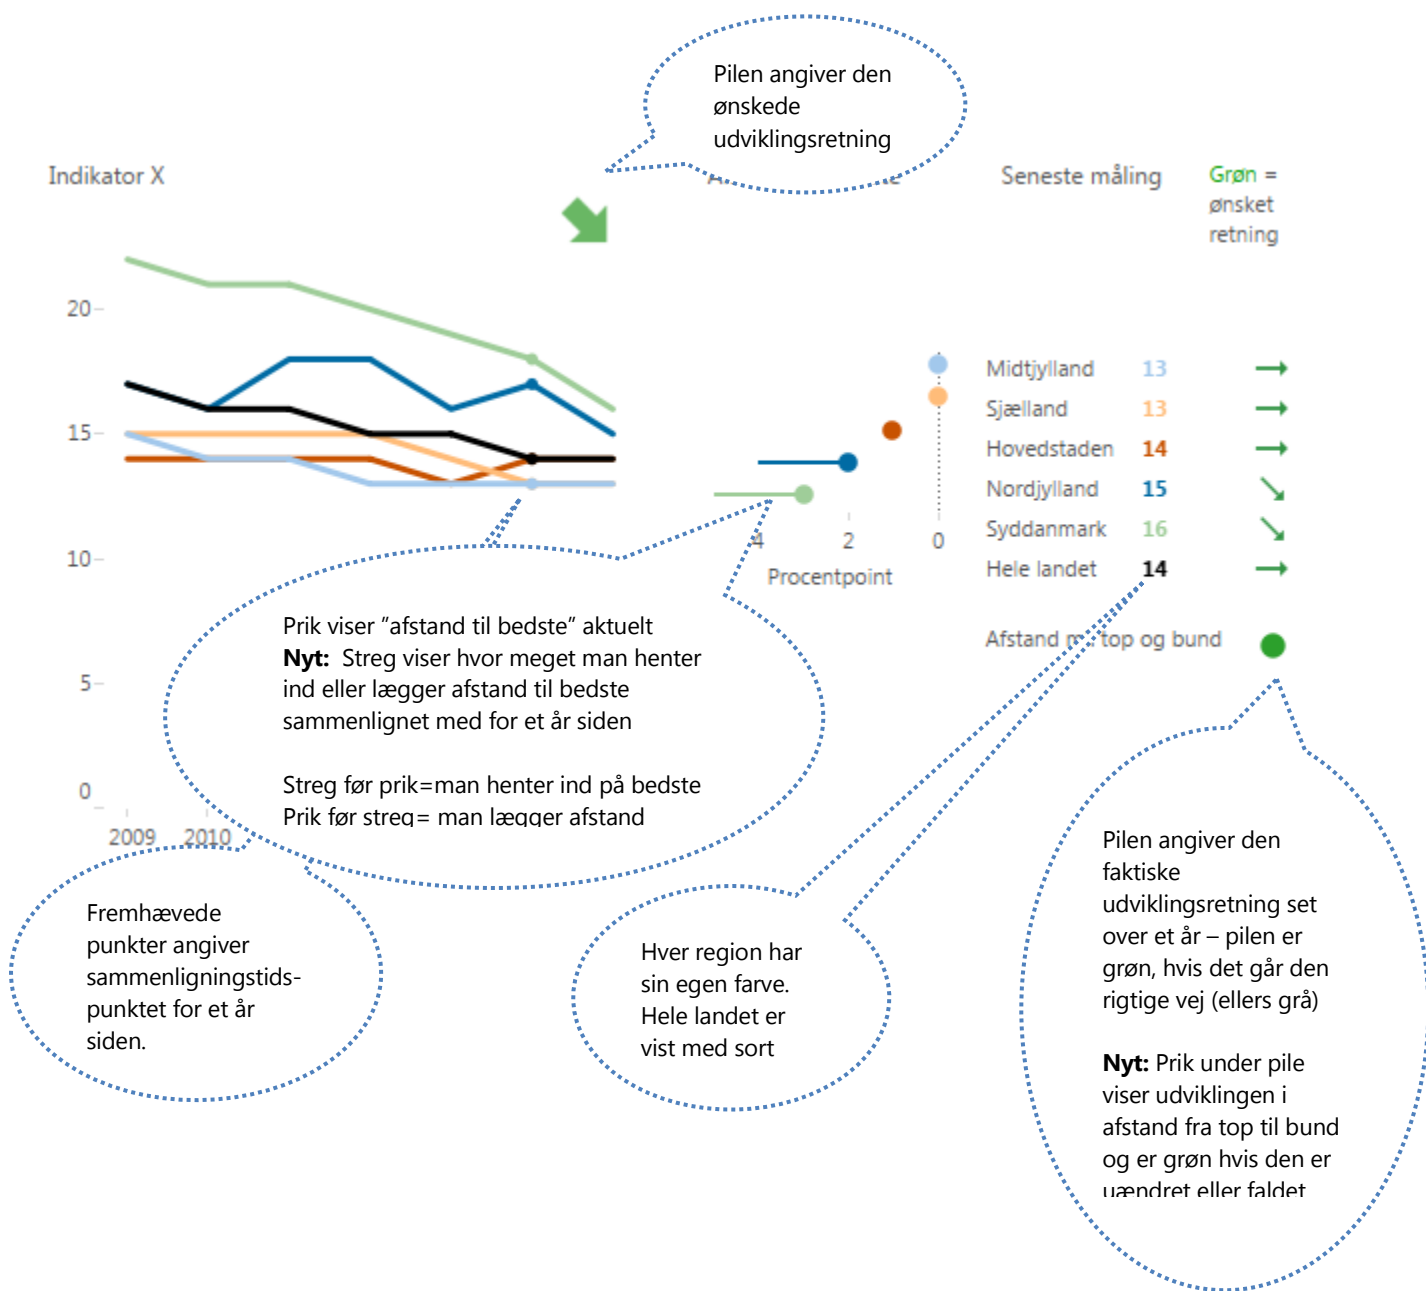 Pilen angiver den
ønskede
udviklingsretning
Indikator X
Seneste måling
Grøn =
ønsket
retning
20
15
10
5
0
2009 2010
4 2 0
Procentpoint
Midtjylland 13
Sjælland 13
Hovedstaden 14
Nordjylland 15
Syddanmark 16
Hele landet 14
Afstand m. top og bund
Prik viser ”afstand til bedste” aktuelt
Nyt: Streg viser hvor meget man henter
ind eller lægger afstand til bedste
sammenlignet med for et år siden
Streg før prik=man henter ind på bedste
Prik før streg= man lægger afstand
Fremhævede
punkter angiver
sammenligningstids-
punktet for et år
siden.
Hver region har
sin egen farve.
Hele landet er
vist med sort
Pilen angiver den
faktiske
udviklingsretning set
over et år – pilen er
grøn, hvis det går den
rigtige vej (ellers grå)
Nyt: Prik under pile
viser udviklingen i
afstand fra top til bund
og er grøn hvis den er
uændret eller faldet